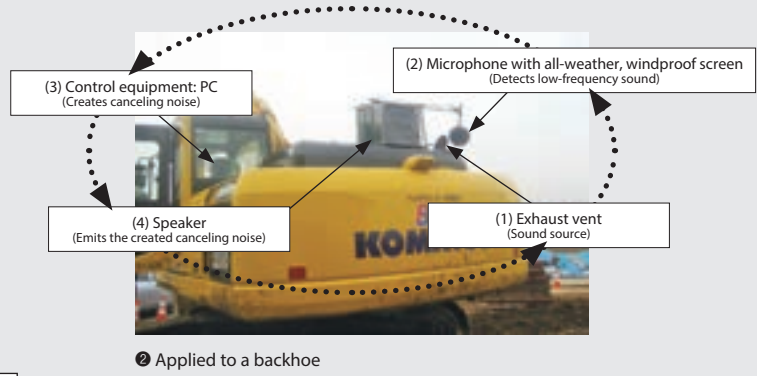 (2) Microphone with all-weather, windproof screen
(Detects low-frequency sound)
(3) Control equipment: PC
(Creates canceling noise)
(4) Speaker
(Emits the created canceling noise)
(1) Exhaust vent
(Sound source)
❷ Applied to a backhoe